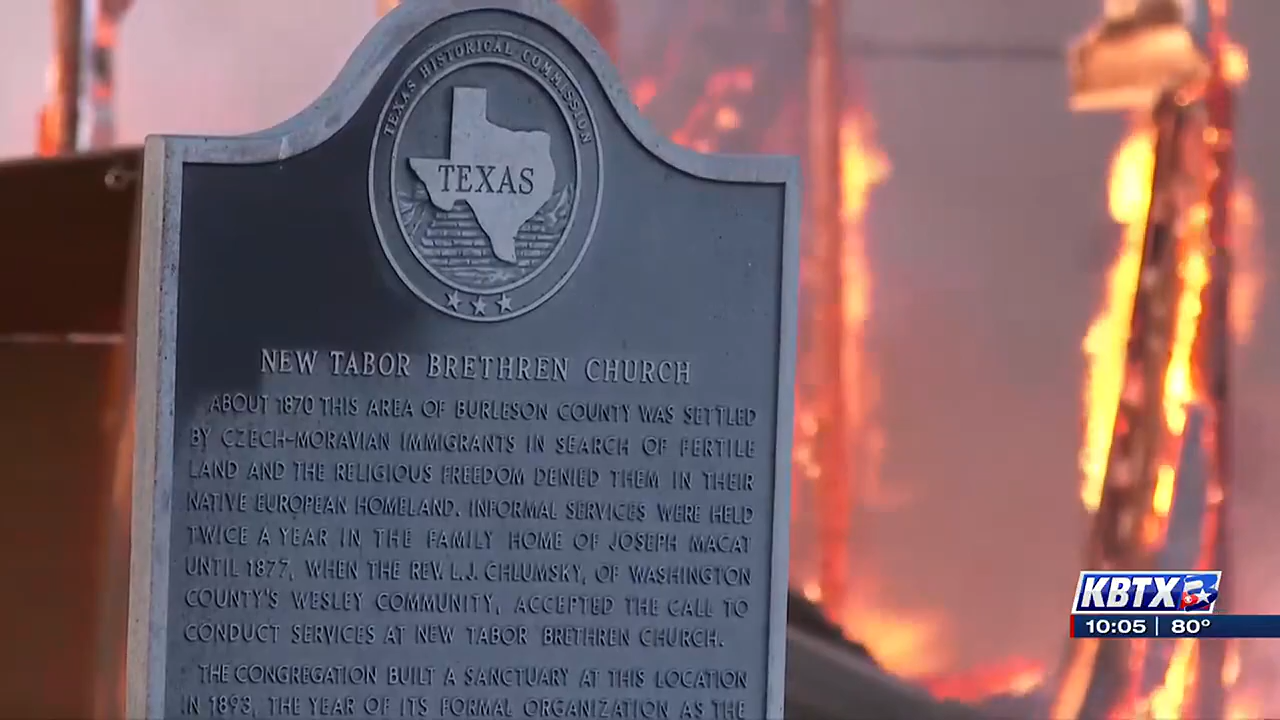 TEXAS HISTORICAL COMMISSION
TEXAS
NEW TABOR BRETHREN CHURCH
ABOUT 1870 THIS AREA OF BURLESON COUNTY WAS SETTLED
BY CZECH-MORAVIAN IMMIGRANTS IN SEARCH OF FERTILE
LAND AND THE RELIGIOUS FREEDOM DENIED THEM IN THEIR
NATIVE EUROPEAN HOMELAND. INFORMAL SERVICES WERE HELD
TWICE A YEAR IN THE FAMILY HOME OF JOSEPH MACAT
UNTIL 1877, WHEN THE REV. L.J. CHLUMSKY, OF WASHINGTON
COUNTY'S WESLEY COMMUNITY, ACCEPTED THE CALL TO
CONDUCT SERVICES AT NEW TABOR BRETHREN CHURCH.
THE CONGREGATION BUILT A SANCTUARY AT THIS LOCATION
IN 1893, THE YEAR OF ITS FORMAL ORGANIZATION AS THE
KBTX 3
10:05 | 80°